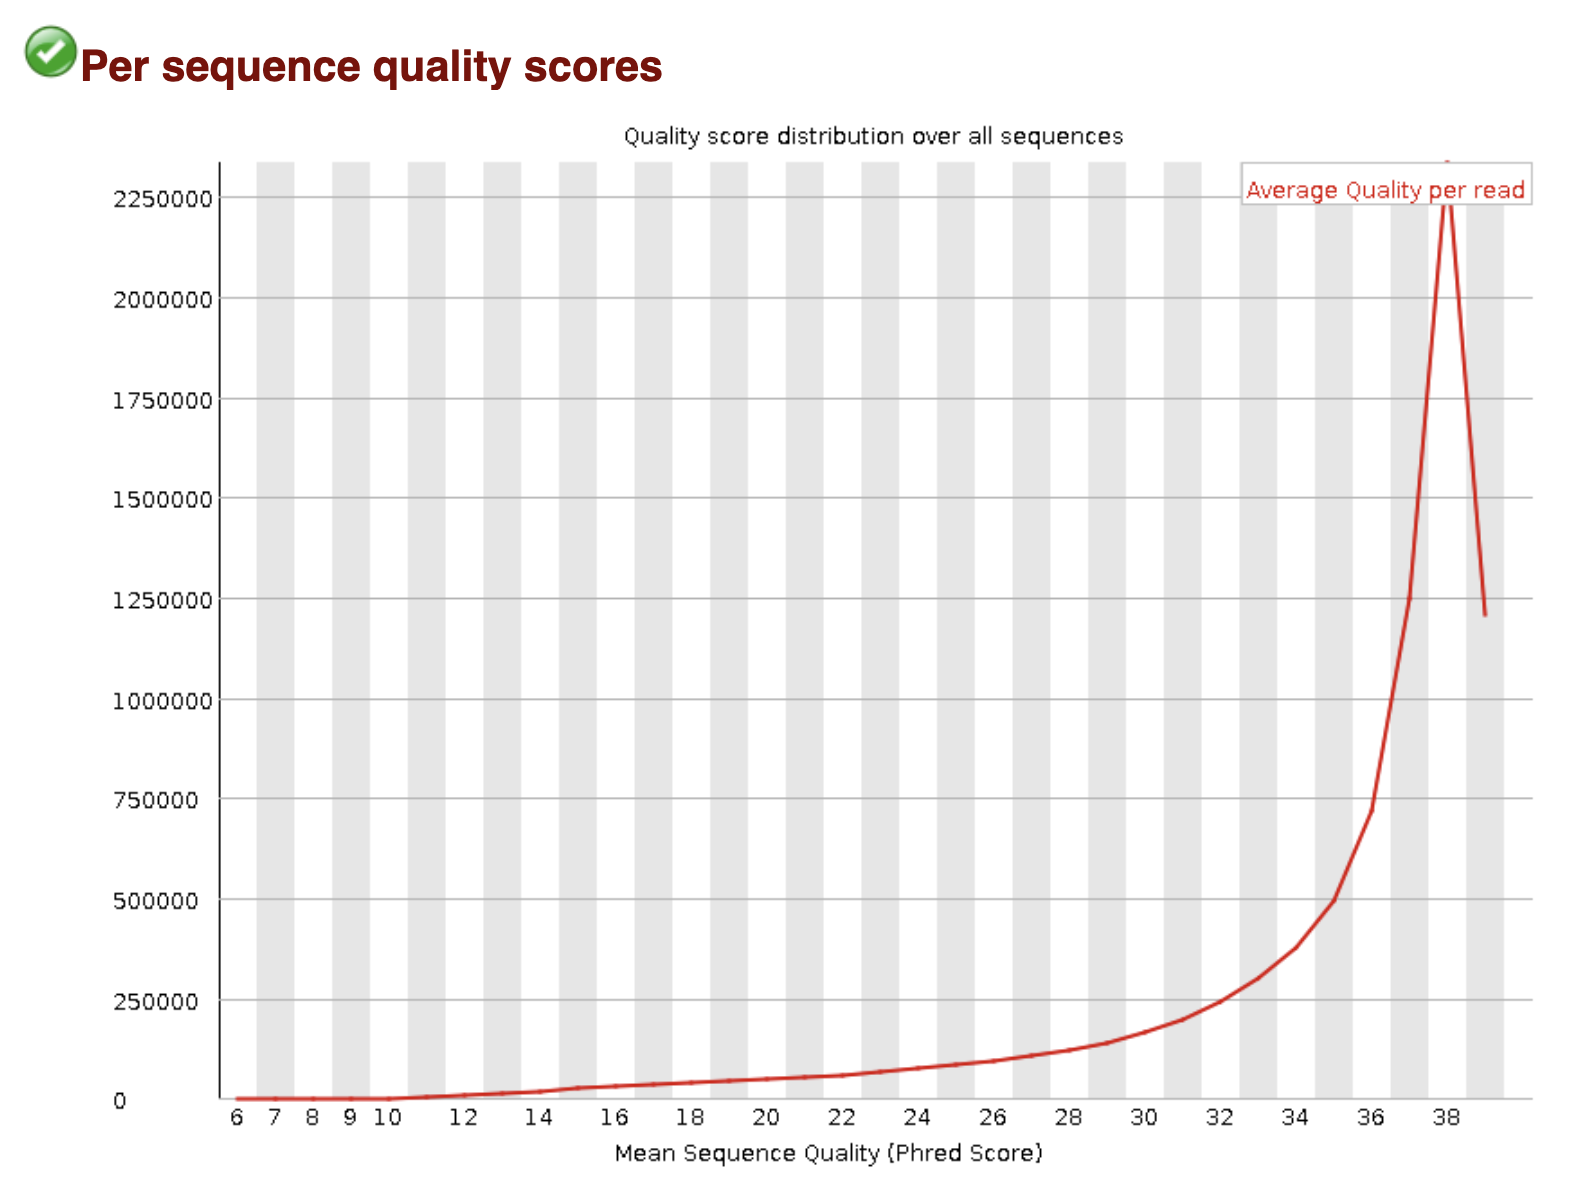 Per sequence quality scores
Quality score distribution over all sequences
Average Quality per read
2250000
2000000
1750000
1500000
1250000
1000000
750000
500000
250000
0
6 7 8 9 10 12 14 16 18 20 22 24 26 28 30 32 34 36 38
Mean Sequence Quality (Phred Score)